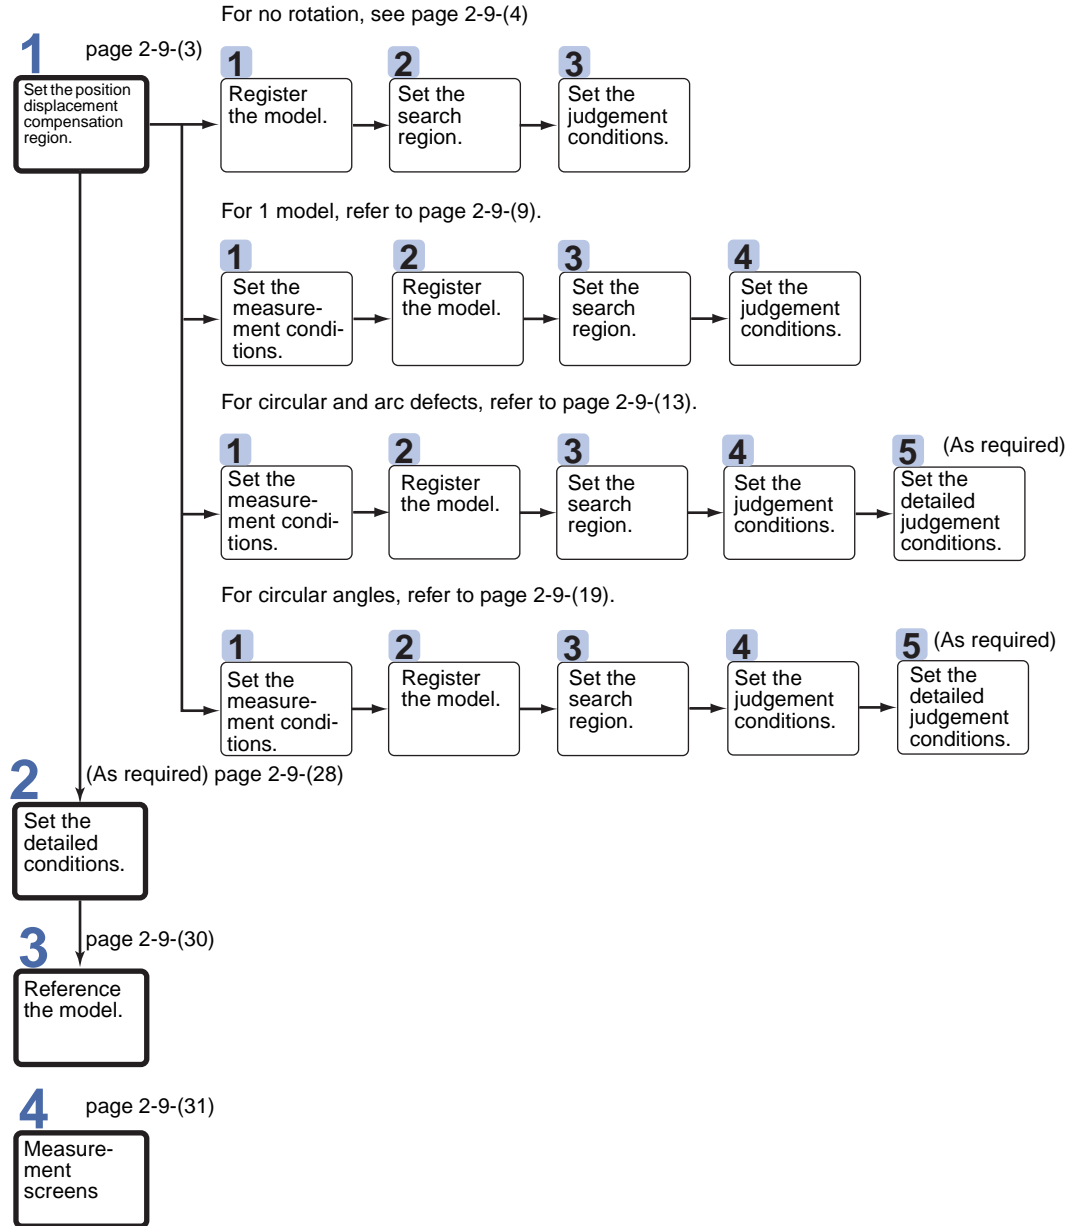 For no rotation, see page 2-9-(4)
1
page 2-9-(3)
Set the position
displacement
compensation
region.
1
Register
the model.
2
Set the
search
region.
3
Set the
judgement
conditions.
For 1 model, refer to page 2-9-(9).
1
Set the
measure-
ment condi-
tions.
2
Register
the model.
3
Set the
search
region.
4
Set the
judgement
conditions.
For circular and arc defects, refer to page 2-9-(13).
1
Set the
measure-
ment condi-
tions.
2
Register
the model.
3
Set the
search
region.
4
Set the
judgement
conditions.
5
(As required)
Set the
detailed
judgement
conditions.
For circular angles, refer to page 2-9-(19).
1
Set the
measure-
ment condi-
tions.
2
Register
the model.
3
Set the
search
region.
4
Set the
judgement
conditions.
5
(As required)
Set the
detailed
judgement
conditions.
2
(As required) page 2-9-(28)
Set the
detailed
conditions.
3
page 2-9-(30)
Reference
the model.
4
page 2-9-(31)
Measure-
ment
screens